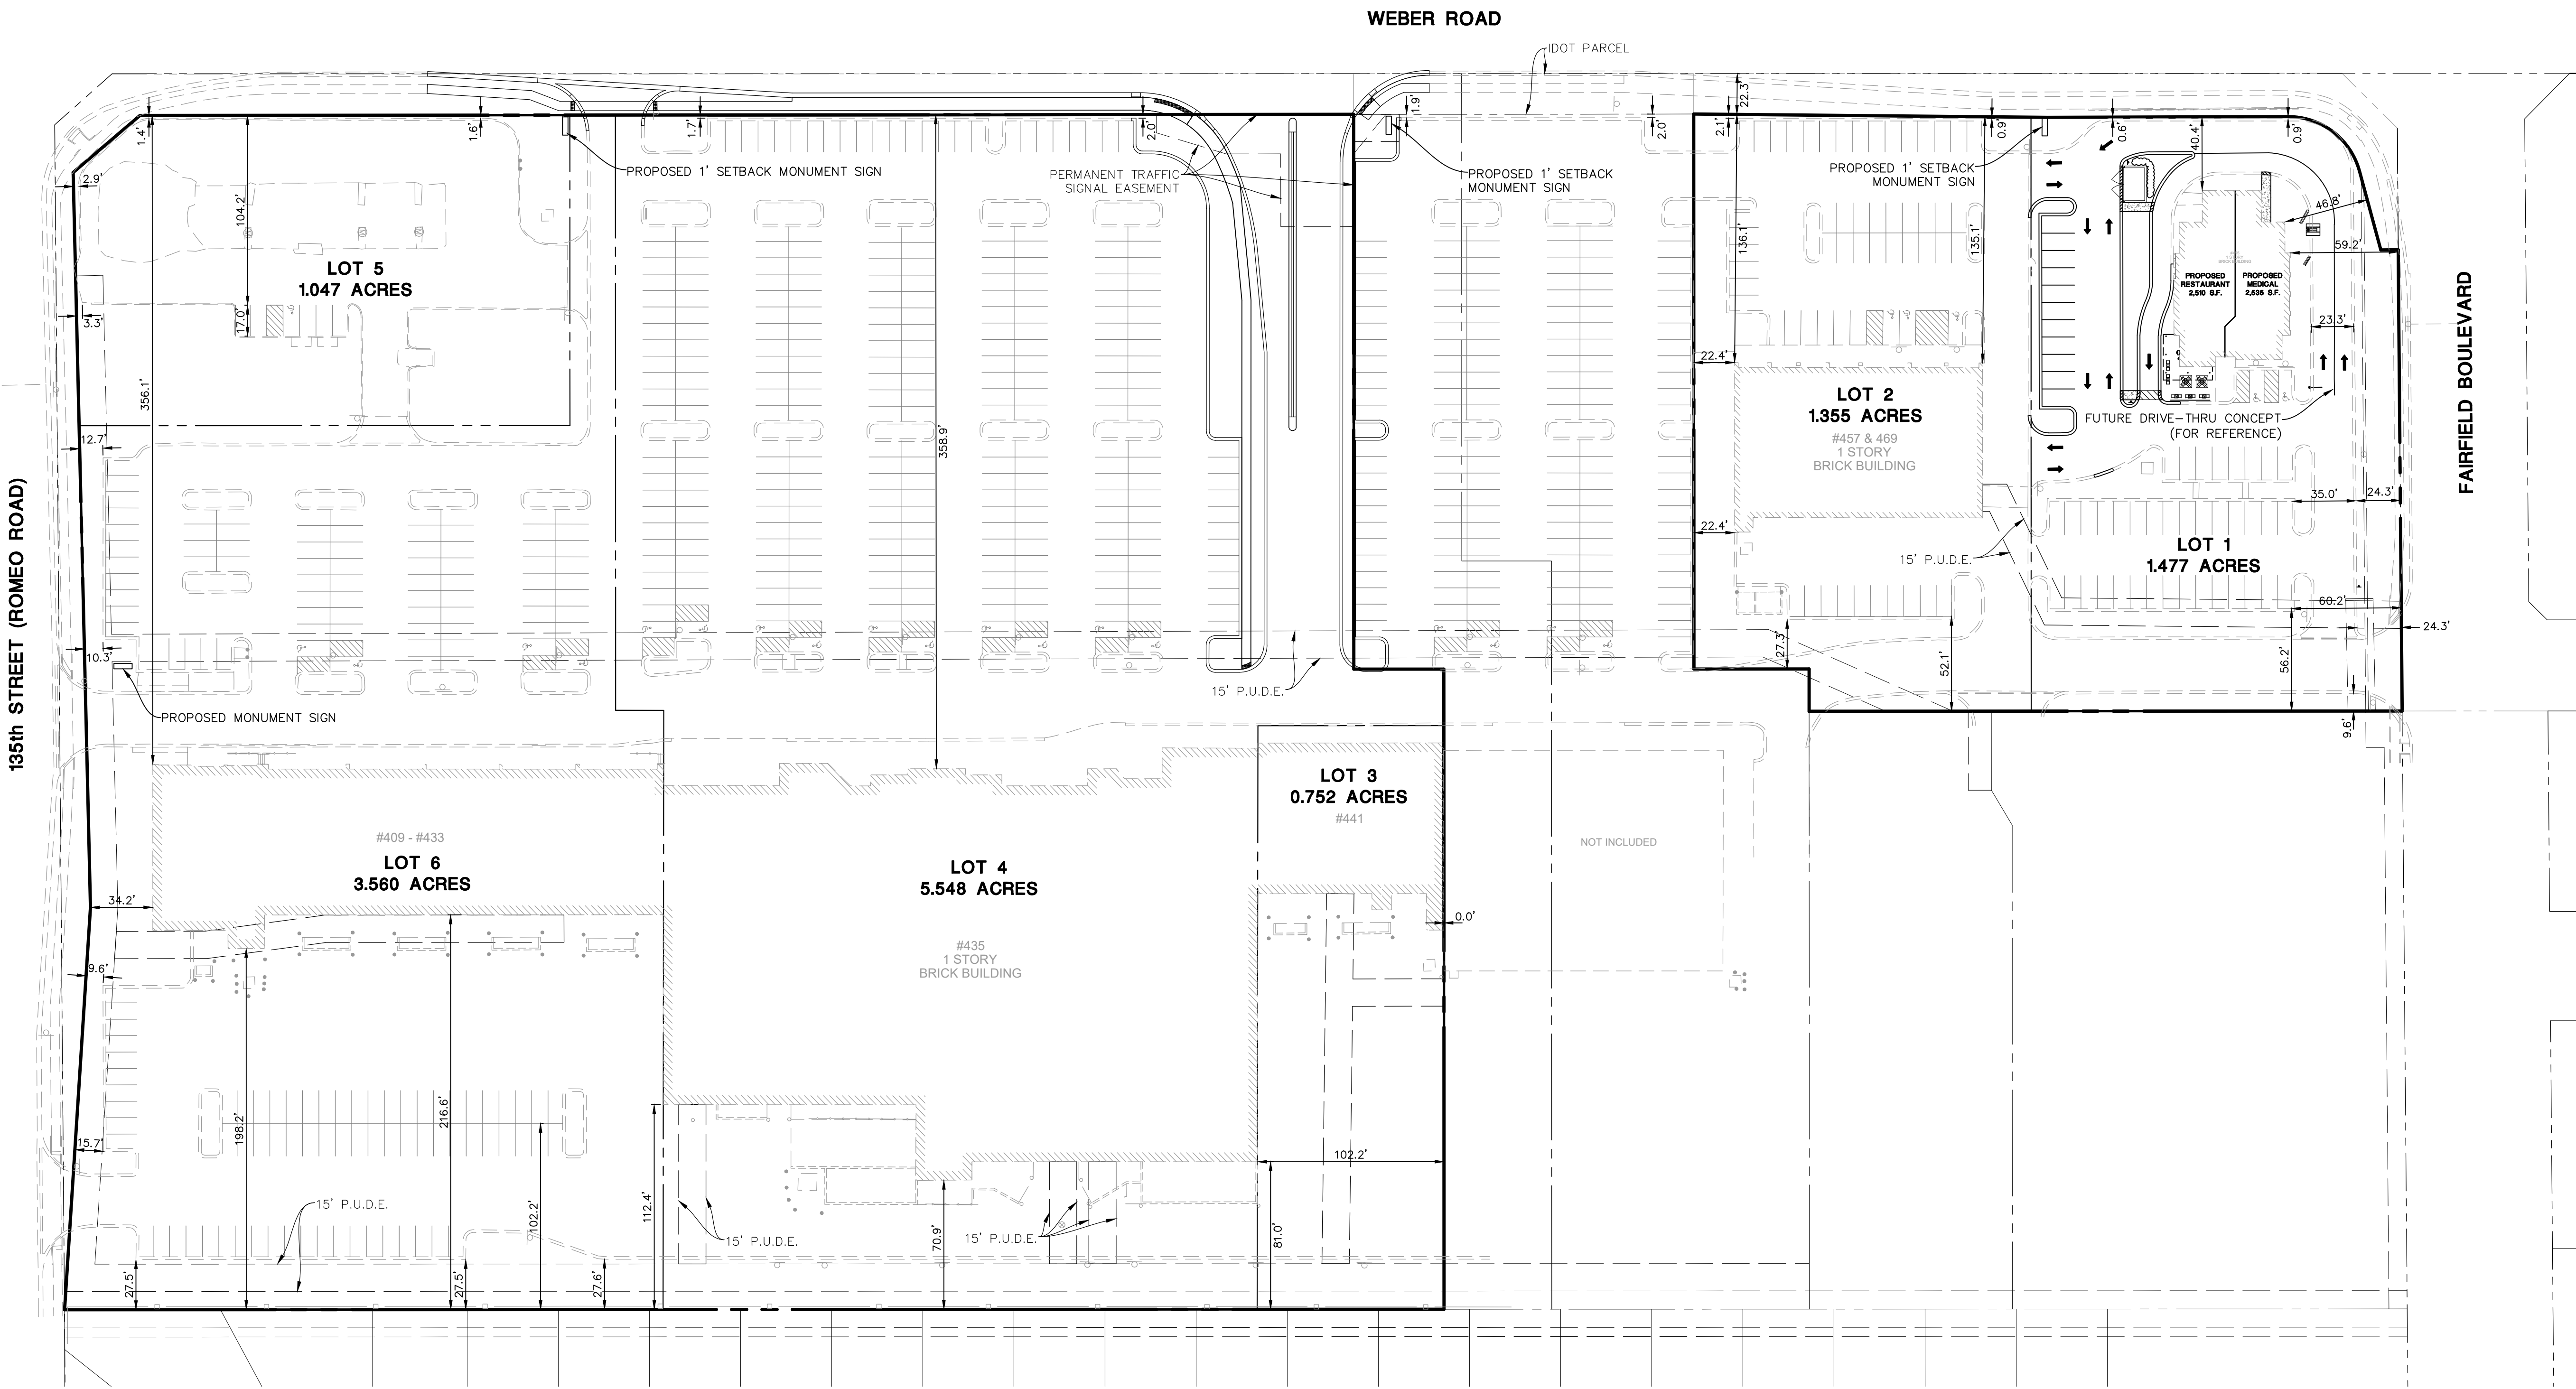 WEBER ROAD
IDOT PARCEL
22.3'
1.4'
1.6'
1.7'
2.0'
1.9'
2.0'
2.1'
0.9'
0.6'
0.9'
40.4'
2.9'
104.2'
PROPOSED 1' SETBACK MONUMENT SIGN
PERMANENT TRAFFIC
SIGNAL EASEMENT
PROPOSED 1' SETBACK
MONUMENT SIGN
PROPOSED 1' SETBACK
MONUMENT SIGN
46.8'
59.2'
136.1'
135.1'
LOT 5
1.047 ACRES
PROPOSED
RESTAURANT
2,510 S.F.
PROPOSED
MEDICAL
2,535 S.F.
3.3'
17.0'
23.3'
22.4'
356.1'
358.9'
LOT 2
1.355 ACRES
#457 & 469
1 STORY
BRICK BUILDING
FUTURE DRIVE-THRU CONCEPT
(FOR REFERENCE)
FAIRFIELD BOULEVARD
12.7'
35.0'
24.3'
22.4'
15' P.U.D.E.
LOT 1
1.477 ACRES
135th STREET (ROMEO ROAD)
60.2'
24.3'
10.3'
27.3'
52.1'
56.2'
15' P.U.D.E.
PROPOSED MONUMENT SIGN
9.6'
LOT 3
0.752 ACRES
#441
#409 - #433
LOT 6
3.560 ACRES
LOT 4
5.548 ACRES
NOT INCLUDED
34.2'
0.0'
#435
1 STORY
BRICK BUILDING
9.6'
198.2'
216.6'
15.7'
102.2'
102.2'
112.4'
70.9'
81.0'
15' P.U.D.E.
15' P.U.D.E.
15' P.U.D.E.
27.5'
27.5'
27.6'